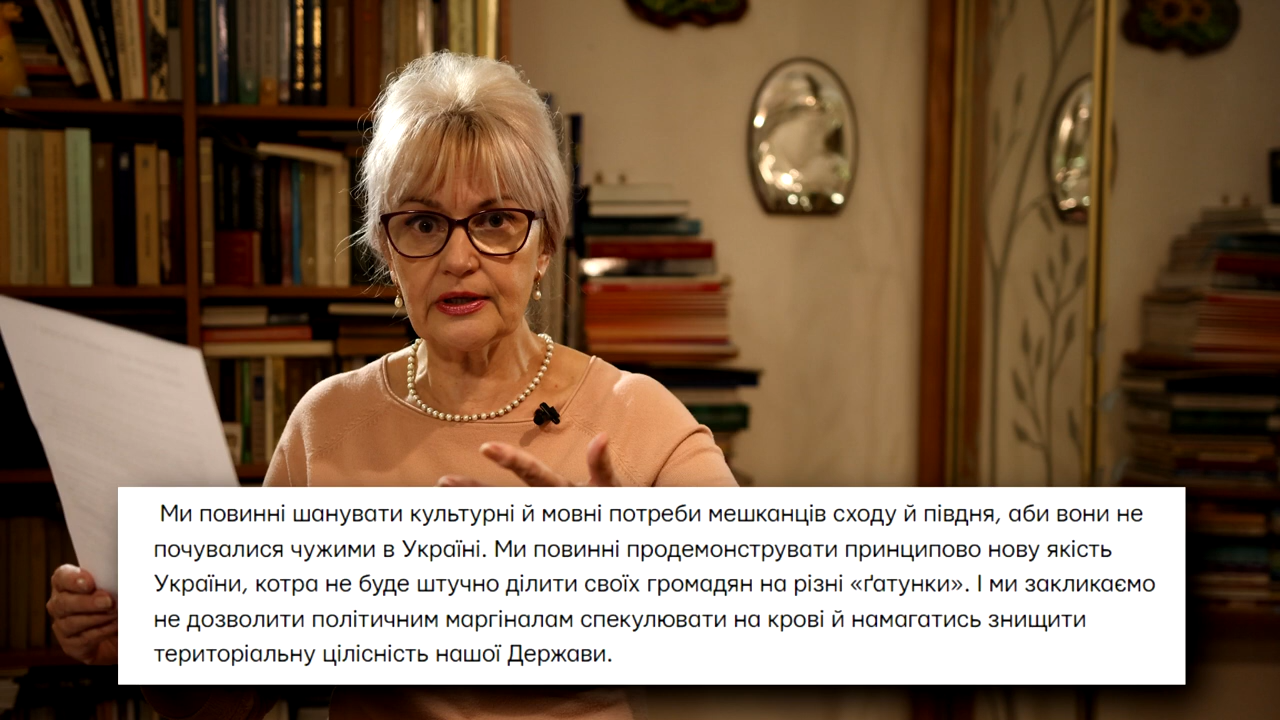 Ми повинні шанувати культурні й мовні потреби мешканців сходу й півдня, аби вони не
почувалися чужими в Україні. Ми повинні продемонструвати принципово нову якість
України, котра не буде штучно ділити своїх громадян на різні «ґатунки». І ми закликаємо
не дозволити політичним маргіналам спекулювати на крові й намагатись знищити
територіальну цілісність нашої Держави.